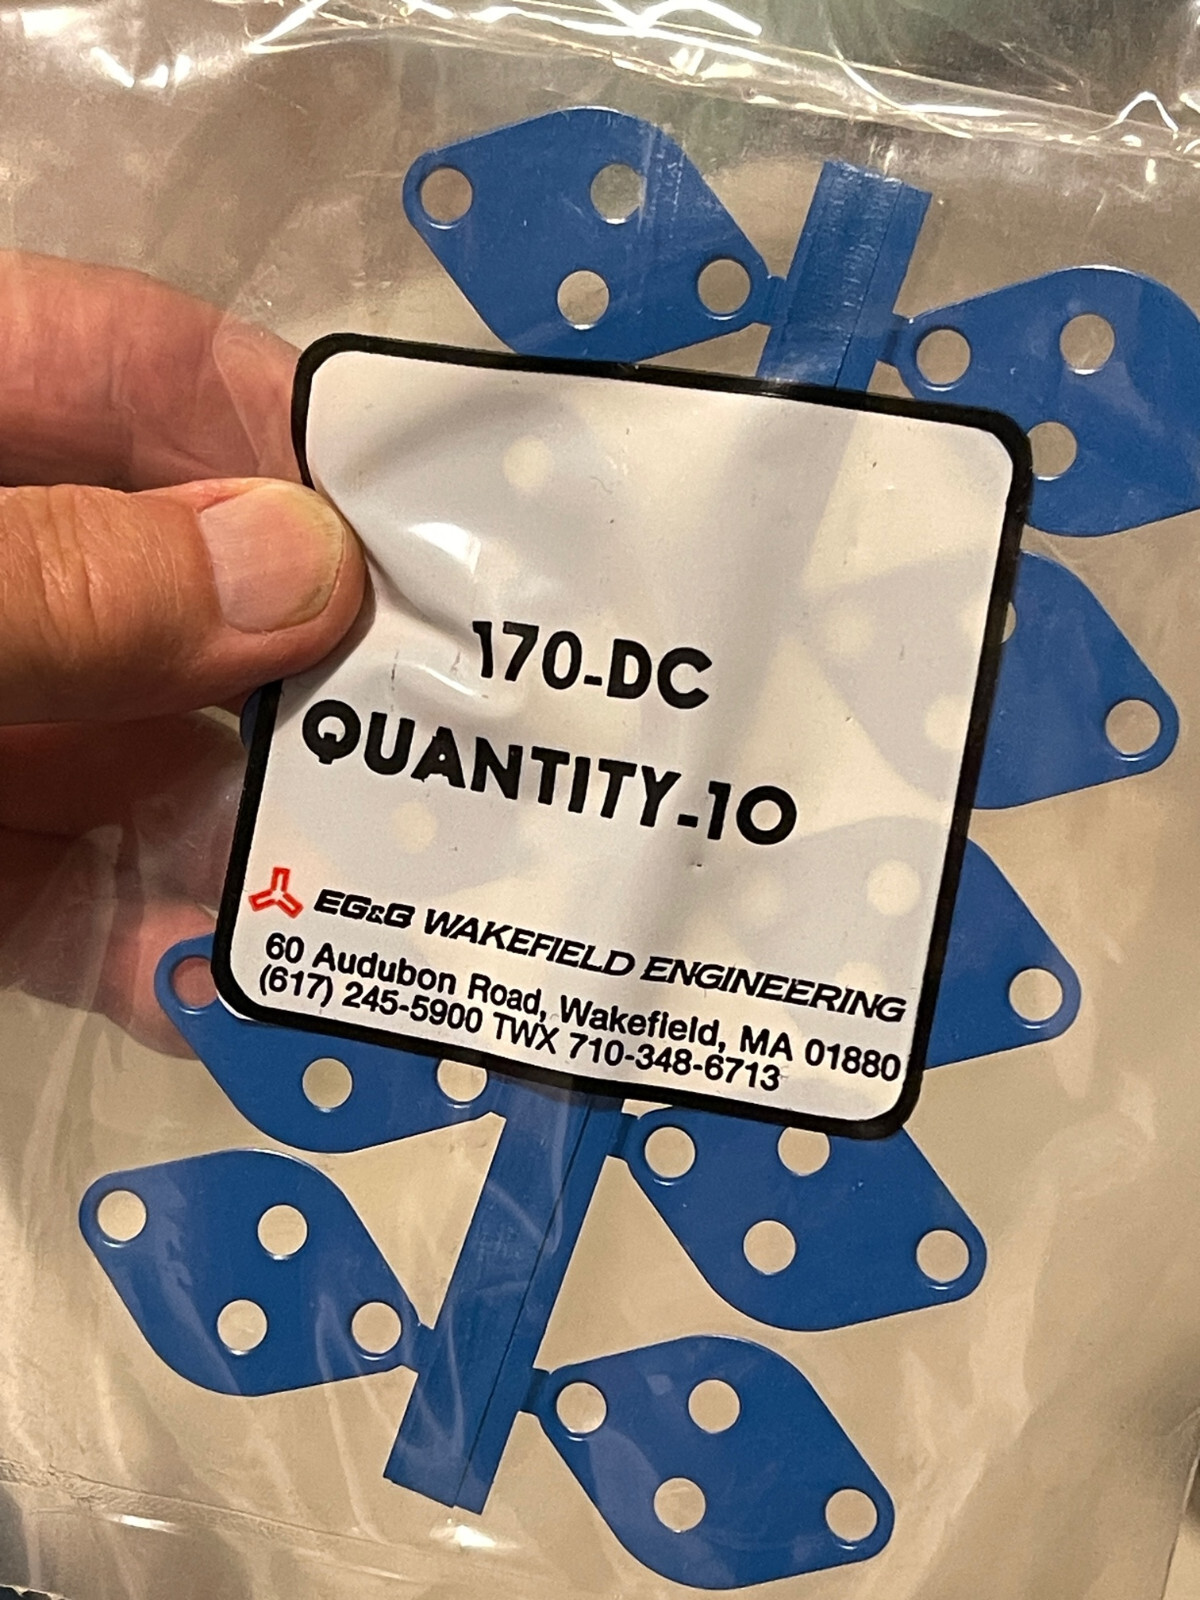 170-DC
QUANTITY-10
EG&G WAKEFIELD ENGINEERING
60 Audubon Road, Wakefield, MA 01880
(617) 245-5900 TWX 710-348-6713